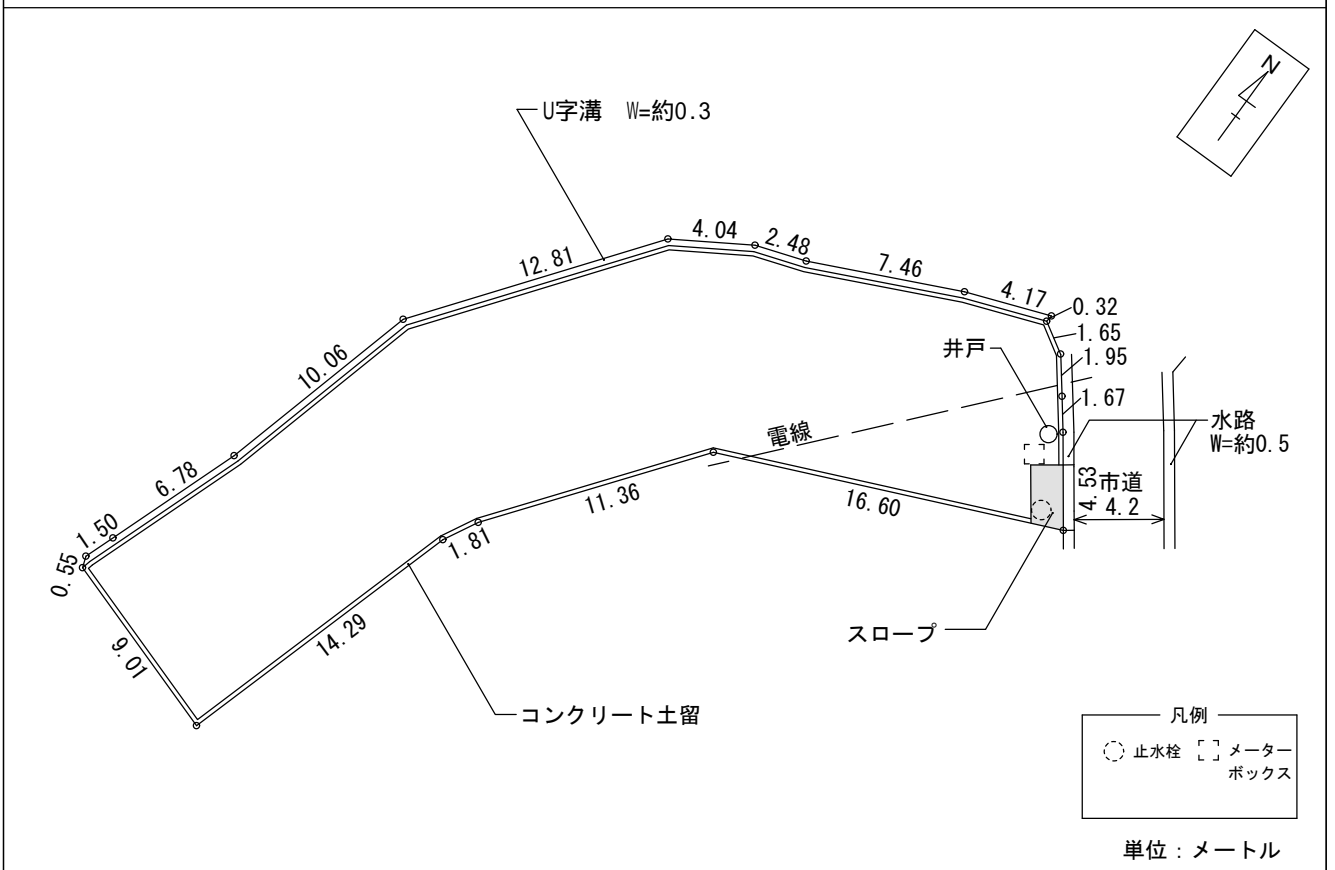 N
U字溝　W=約0.3
4.04
2.48
12.81
7.46
4.17
0.32
1.65
井戸
1.95
10.06
1.67
電線
水路
W=約0.5
6.78
11.36
4.53
市道
4.2
16.60
1.50
1.81
0.55
スロープ
14.29
9.01
コンクリート土留
凡例
止水栓
メーター
ボックス
単位：メートル